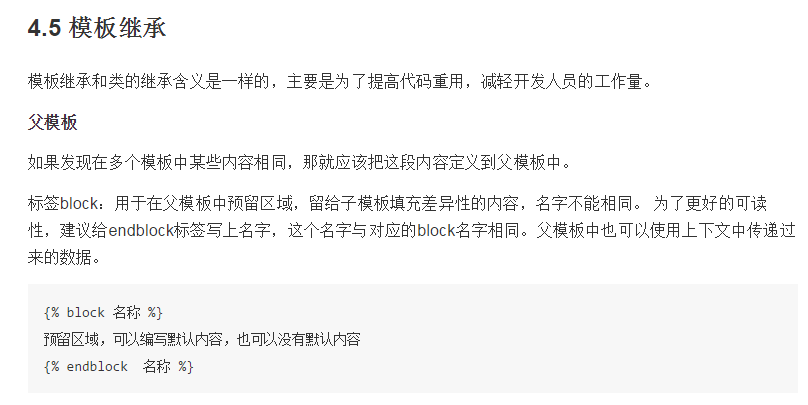 4.5 模板继承
模板继承和类的继承含义是一样的，主要是为了提高代码重用，减轻开发人员的工作量。
父模板
如果发现在多个模板中某些内容相同，那就应该把这段内容定义到父模板中。
标签block：用于在父模板中预留区域，留给子模板填充差异性的内容，名字不能相同。 为了更好的可读
性，建议给endblock标签写上名字，这个名字与对应的block名字相同。父模板中也可以使用上下文中传递过
来的数据。
{% block 名称 %}
预留区域，可以编写默认内容，也可以没有默认内容
{% endblock  名称 %}